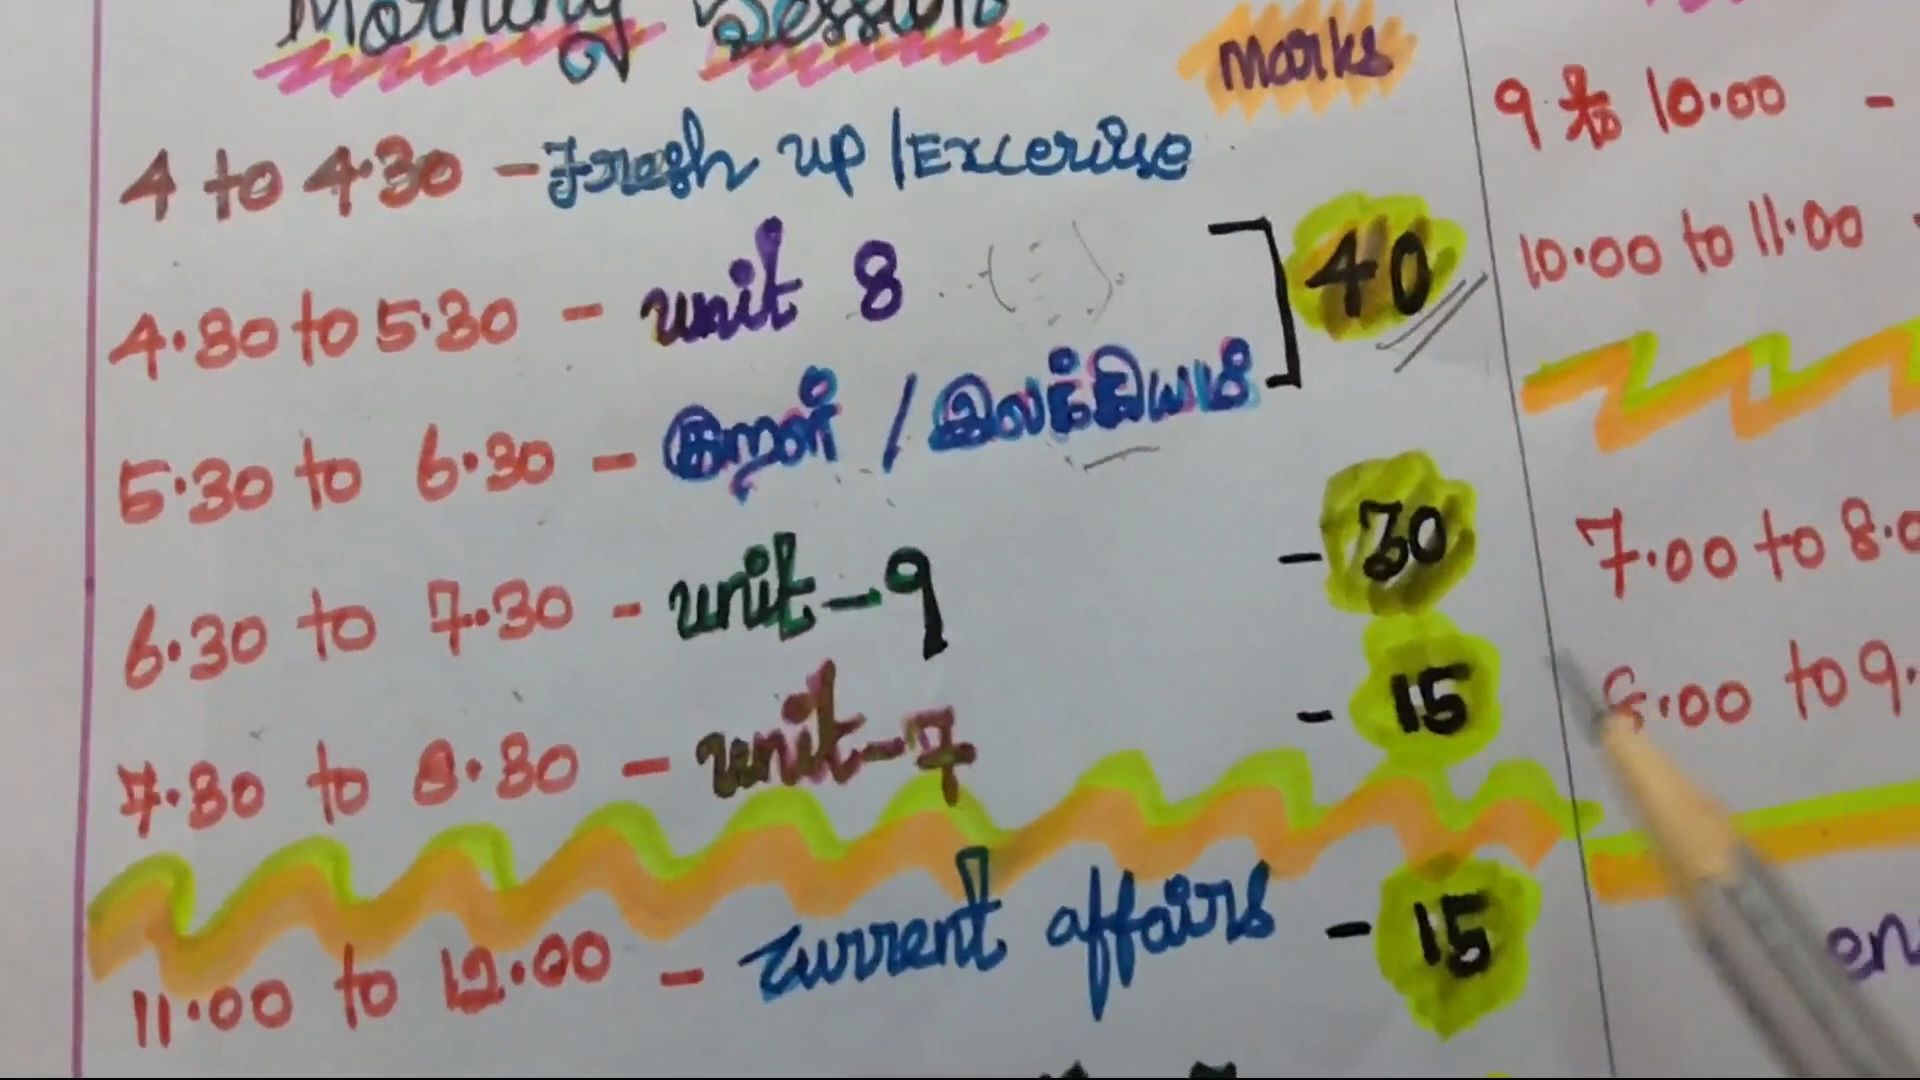 Morning Session
Marks
4 to 4.30 - Fresh up / Excerise
4.30 to 5.30 - unit 8
40
5.30 to 6.30 - குறள் / இலக்கியம்
6.30 to 7.30 - unit-9 - 30
7.30 to 8.30 - unit-7 - 15
11.00 to 12.00 - Current affairs - 15
9 to 10.00 -
10.00 to 11.00
7.00 to 8.0
8.00 to 9.
en